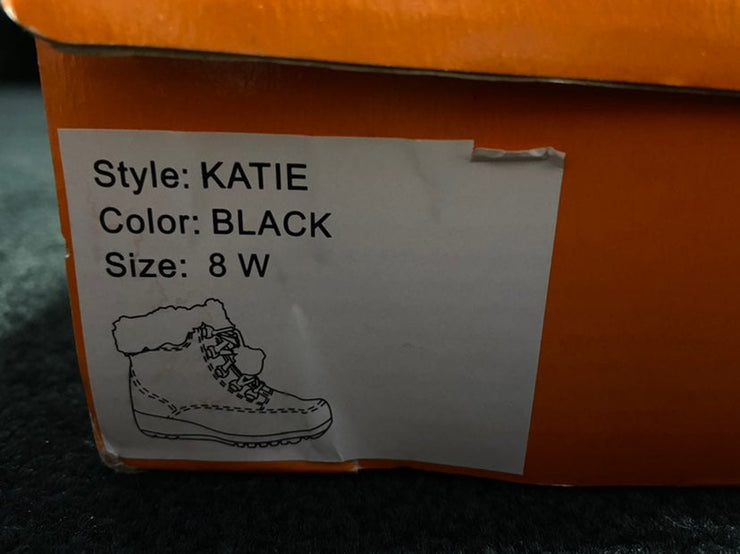 Style: KATIE
Color: BLACK
Size: 8 W